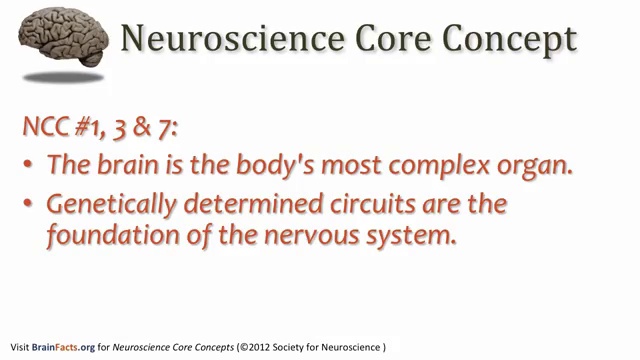 Neuroscience Core Concept
NCC #1, 3 & 7:
• The brain is the body's most complex organ.
• Genetically determined circuits are the
foundation of the nervous system.
Visit BrainFacts.org for Neuroscience Core Concepts (©2012 Society for Neuroscience )